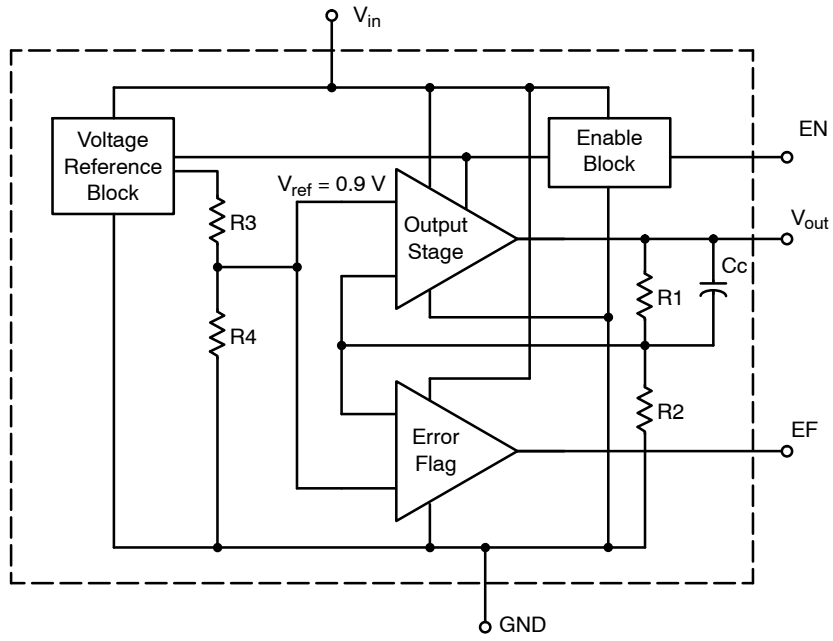 Vin
Voltage
Reference
Block
Enable
Block
EN
Vref = 0.9 V
R3
Output
Stage
Vout
Cc
R1
R4
R2
Error
Flag
EF
GND